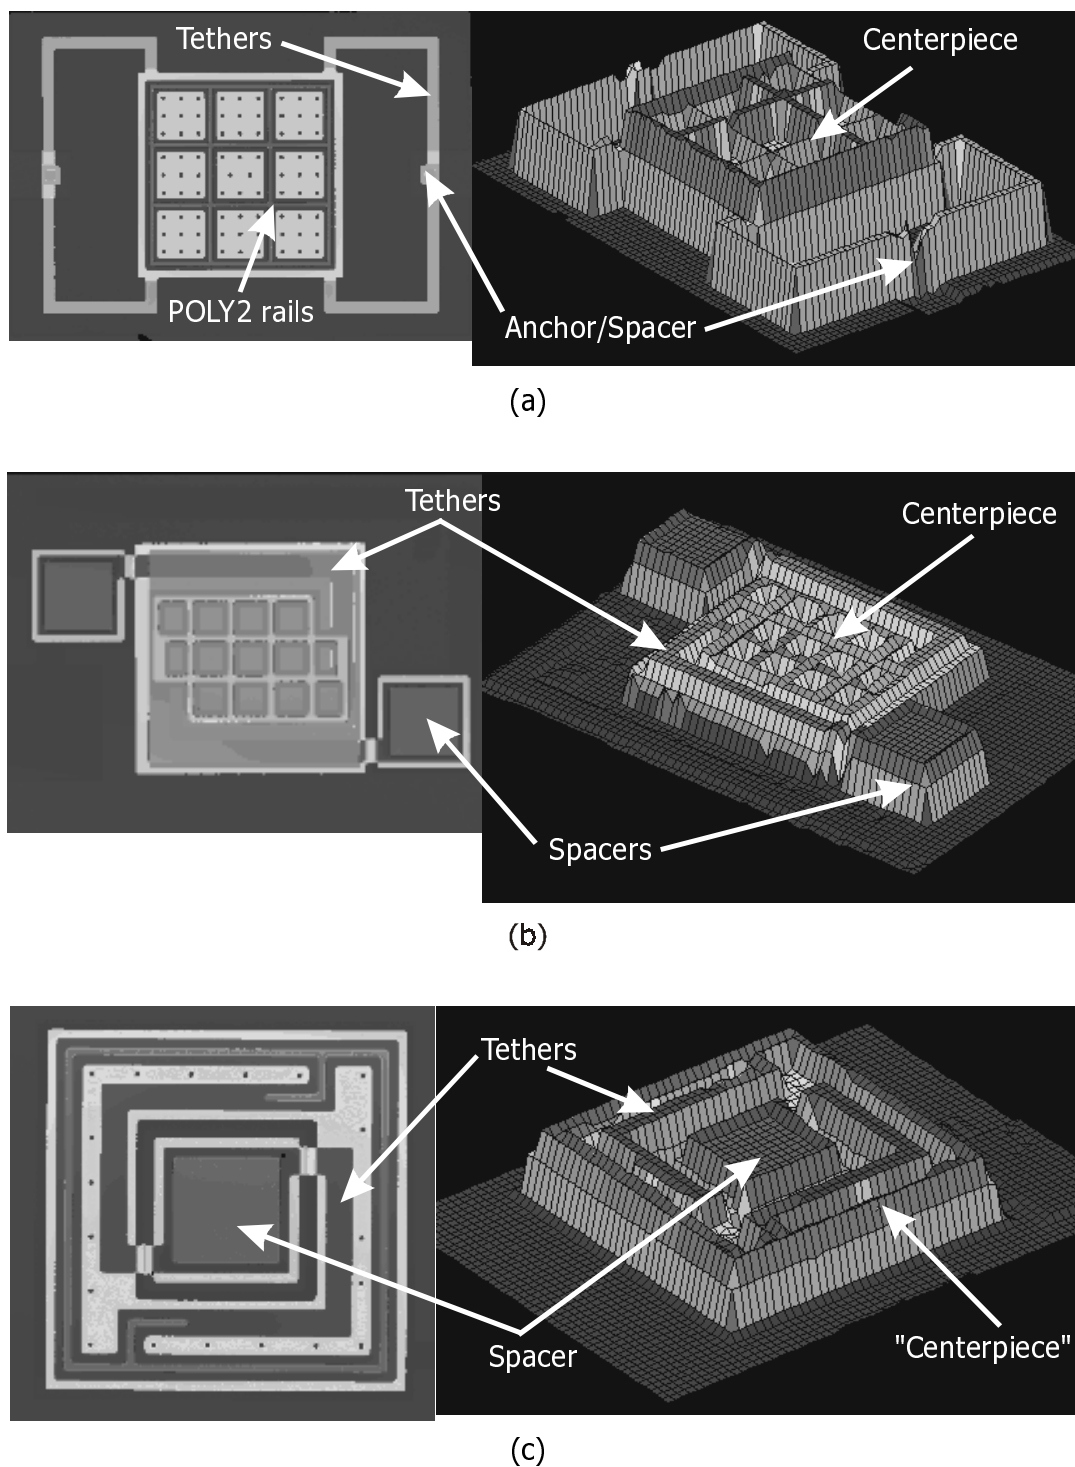 Tethers
Centerpiece
POLY2 rails
Anchor/Spacer
(a)
Tethers
Centerpiece
Spacers
(b)
Tethers
Spacer
"Centerpiece"
(c)